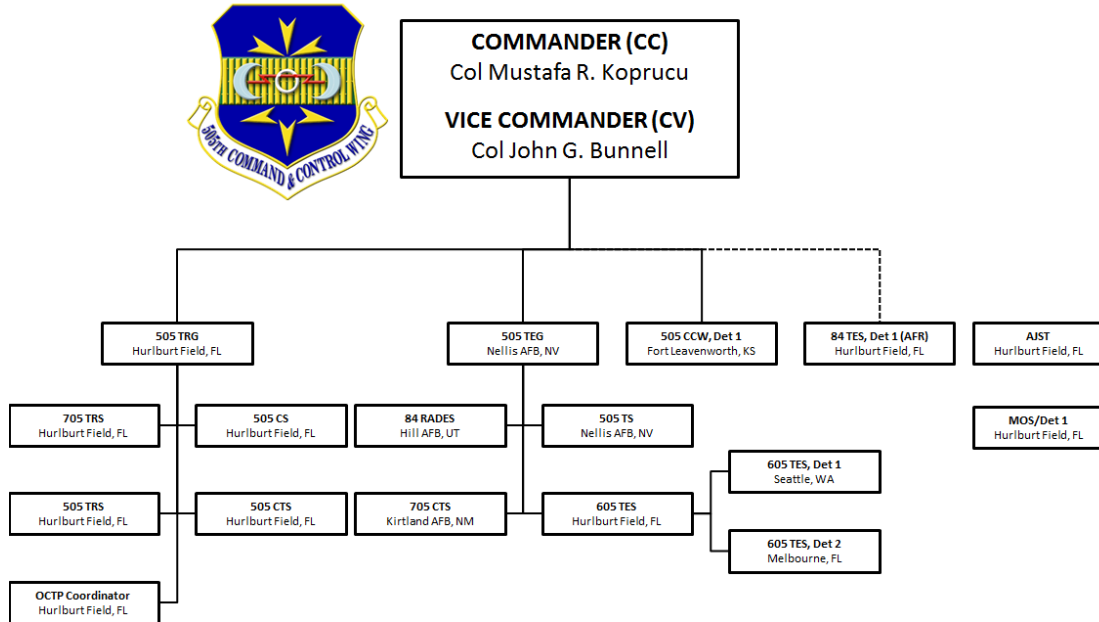 505TH COMMAND & CONTROL WING
COMMANDER (CC)
Col Mustafa R. Koprucu
VICE COMMANDER (CV)
Col John G. Bunnell
505 TRG
Hurlburt Field, FL
505 TEG
Nellis AFB, NV
505 CCW, Det 1
Fort Leavenworth, KS
84 TES, Det 1 (AFR)
Hurlburt Field, FL
AJST
Hurlburt Field, FL
705 TRS
Hurlburt Field, FL
505 CS
Hurlburt Field, FL
84 RADES
Hill AFB, UT
505 TS
Nellis AFB, NV
MOS/Det 1
Hurlburt Field, FL
605 TES, Det 1
Seattle, WA
505 TRS
Hurlburt Field, FL
505 CTS
Hurlburt Field, FL
705 CTS
Kirtland AFB, NM
605 TES
Hurlburt Field, FL
605 TES, Det 2
Melbourne, FL
OCTP Coordinator
Hurlburt Field, FL